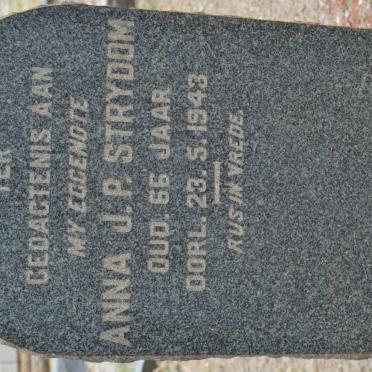 TER
GEDAGTENIS AAN
MY EGGENOTE
ANNA J.P. STRYDOM
OUD. 66 JAAR
OORL. 23.5.1943
RUS IN VREDE.